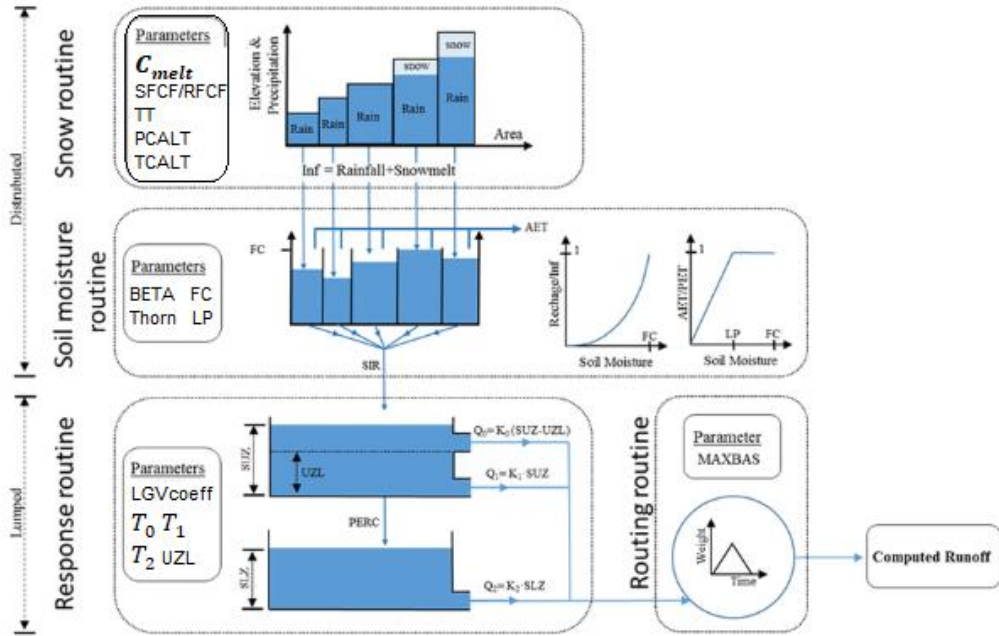 Distrubuted
Snow routine
Parameters
C_melt
SFCF/RFCF
TT
PCALT
TCALT
Elevation &
Precipitation
Rain
Rain
Rain
snow
Rain
snow
Rain
Area
Inf = Rainfall+Snowmelt
Soil moisture
routine
Parameters
BETA FC
Thorn LP
FC
AET
SIR
Rechage/Inf
1
FC
Soil Moisture
AET/PET
1
LP FC
Soil Moisture
Lumped
Response routine
Parameters
LGVcoeff
T₀ T₁
T₂ UZL
SUZ
UZL
Q₀=K₀(SUZ-UZL)
Q₁=K₁·SUZ
PERC
SLZ
Q₂=K₂·SLZ
Routing routine
Parameter
MAXBAS
Weight
Time
Computed Runoff